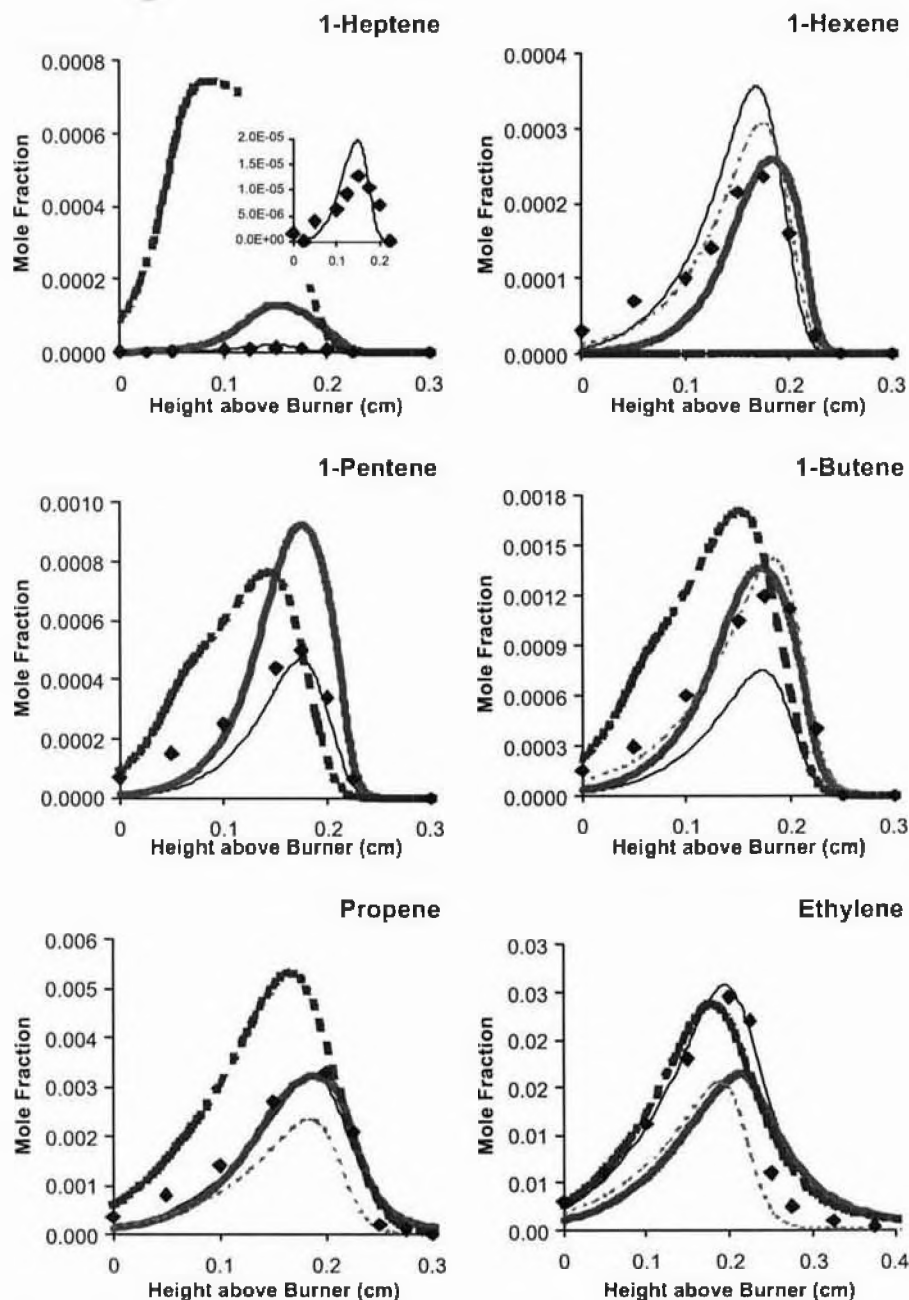 1-Heptene
Mole Fraction
0.0008
0.0006
0.0004
0.0002
0.0000
2.0E-05
1.5E-05
1.0E-05
5.0E-06
0.0E+00
0 0.1 0.2
0 0.1 0.2 0.3
Height above Burner (cm)
1-Hexene
Mole Fraction
0.0004
0.0003
0.0002
0.0001
0.0000
0 0.1 0.2 0.3
Height above Burner (cm)
1-Pentene
Mole Fraction
0.0010
0.0008
0.0006
0.0004
0.0002
0.0000
0 0.1 0.2 0.3
Height above Burner (cm)
1-Butene
Mole Fraction
0.0018
0.0015
0.0012
0.0009
0.0006
0.0003
0.0000
0 0.1 0.2 0.3
Height above Burner (cm)
Propene
Mole Fraction
0.006
0.005
0.004
0.003
0.002
0.001
0.000
0 0.1 0.2 0.3
Height above Burner (cm)
Ethylene
Mole Fraction
0.03
0.03
0.02
0.02
0.01
0.01
0.00
0 0.1 0.2 0.3 0.4
Height above Burner (cm)